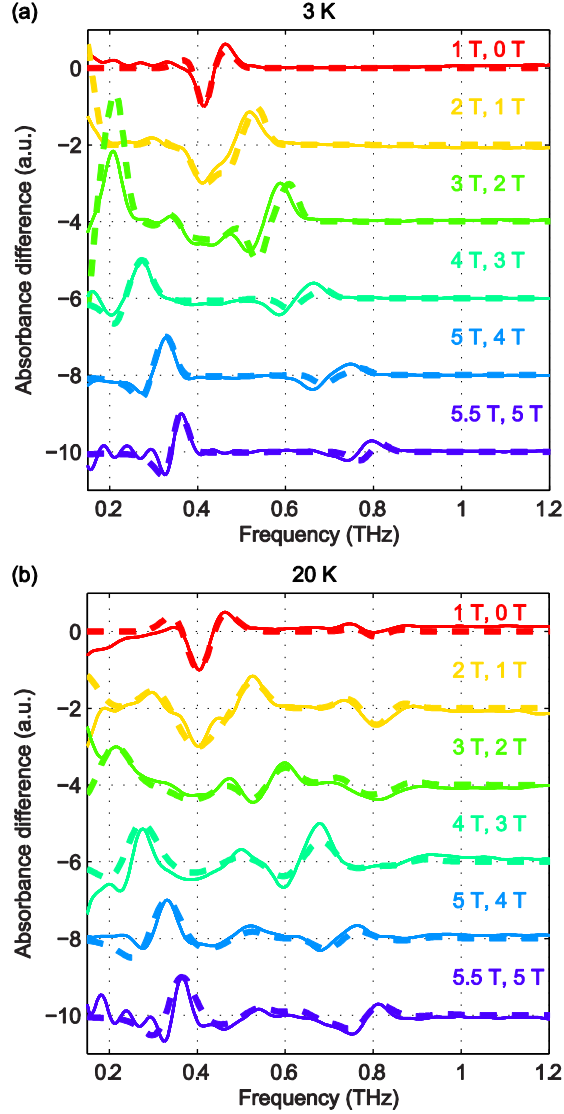 (a)
3 K
1 T, 0 T
2 T, 1 T
3 T, 2 T
4 T, 3 T
5 T, 4 T
5.5 T, 5 T
0
−2
−4
−6
−8
−10
Absorbance difference (a.u.)
0.2 0.4 0.6 0.8 1 1.2
Frequency (THz)
(b)
20 K
1 T, 0 T
2 T, 1 T
3 T, 2 T
4 T, 3 T
5 T, 4 T
5.5 T, 5 T
0
−2
−4
−6
−8
−10
Absorbance difference (a.u.)
0.2 0.4 0.6 0.8 1 1.2
Frequency (THz)